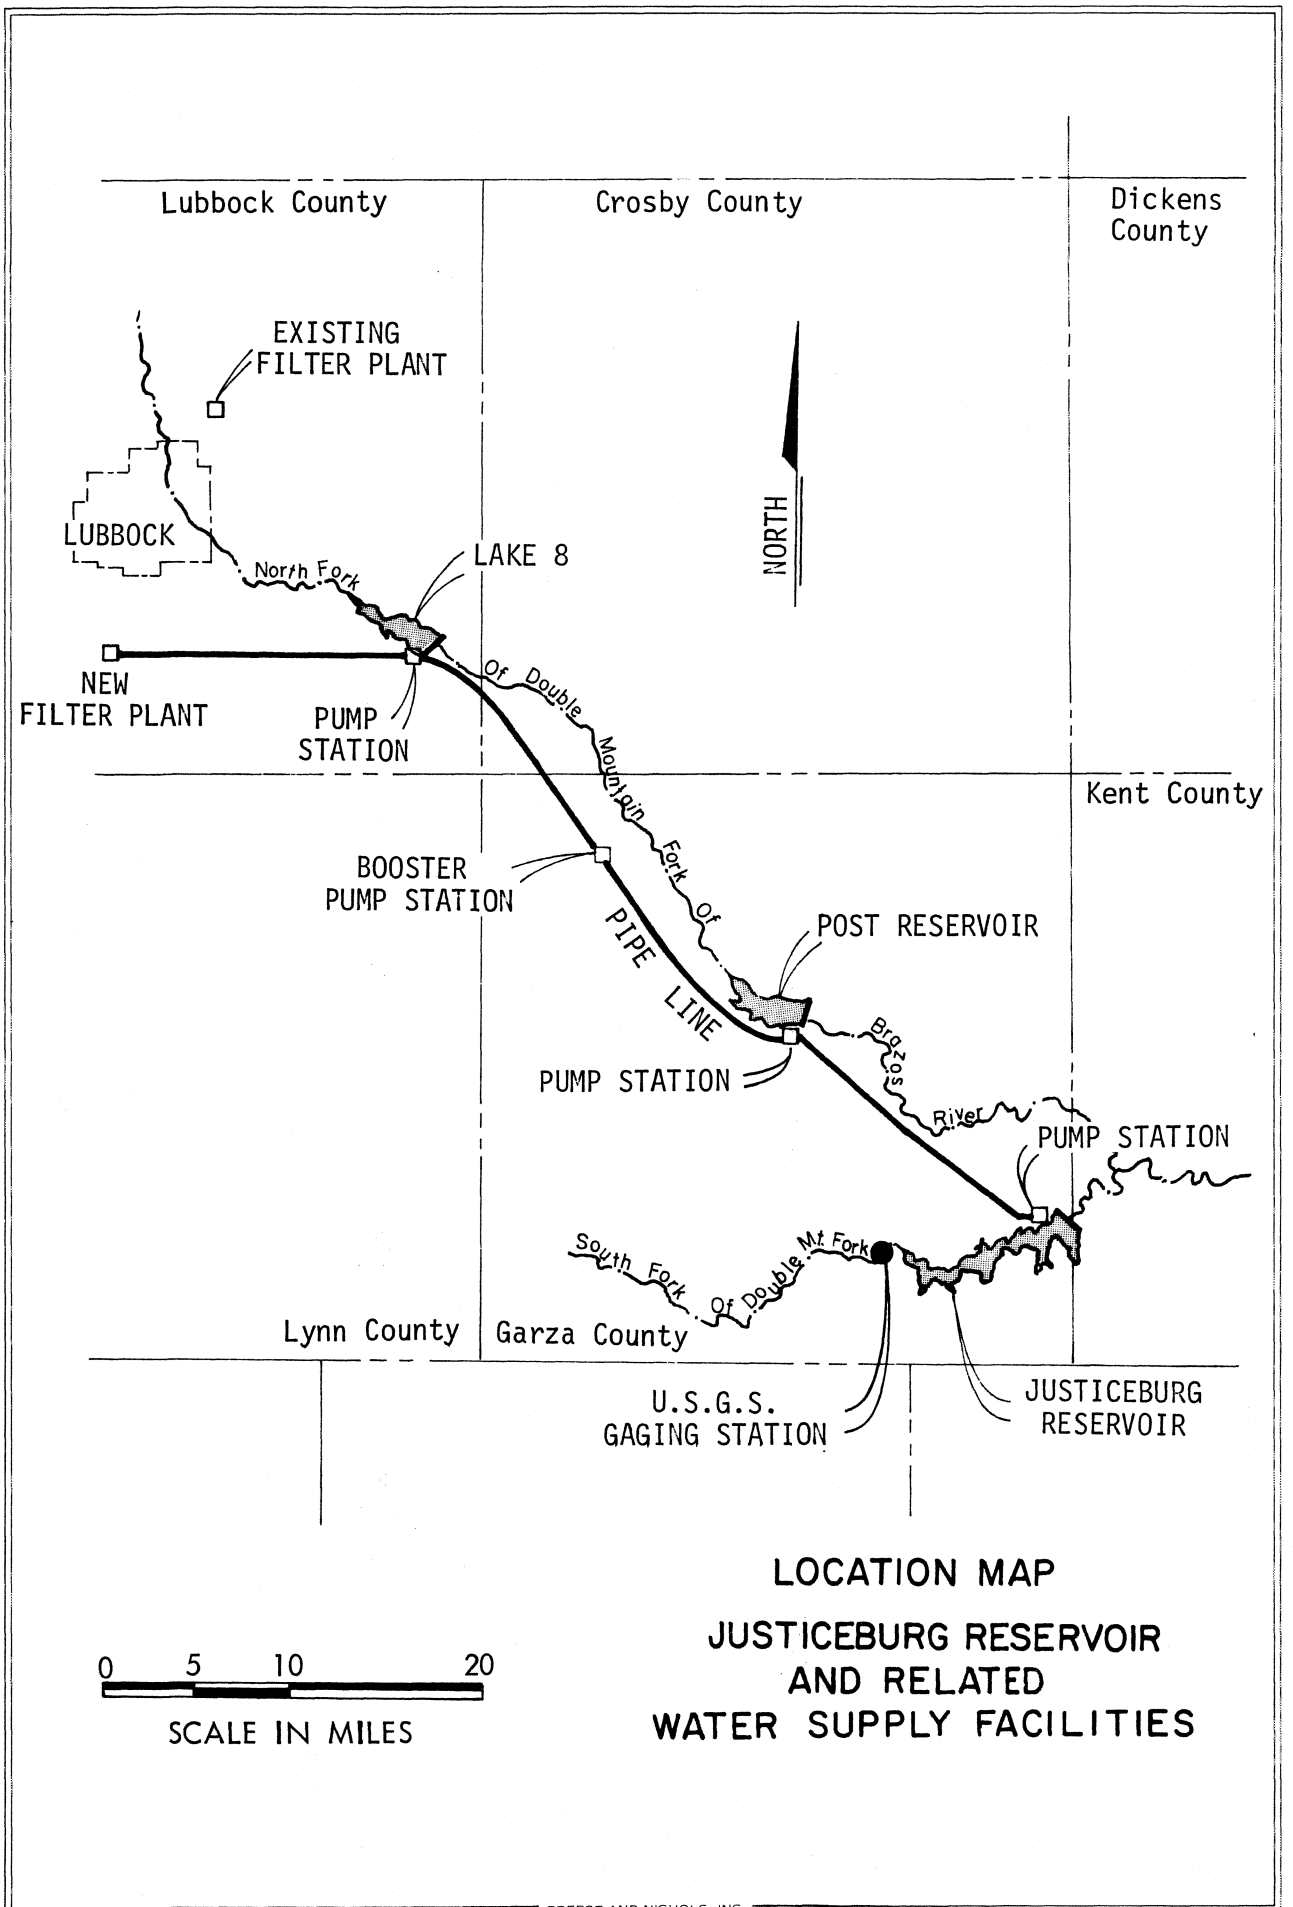 Lubbock County
Crosby County
Dickens
County
EXISTING
FILTER PLANT
NORTH
LUBBOCK
North Fork
LAKE 8
Of Double
Mountain
Fork
Of
Brazos
River
NEW
FILTER PLANT
PUMP
STATION
Kent County
BOOSTER
PUMP STATION
PIPE LINE
POST RESERVOIR
PUMP STATION
PUMP STATION
South Fork
Of Double
Mt. Fork
Lynn County
Garza County
U.S.G.S.
GAGING STATION
JUSTICEBURG
RESERVOIR
LOCATION MAP
JUSTICEBURG RESERVOIR
AND RELATED
WATER SUPPLY FACILITIES
0 5 10 20
SCALE IN MILES